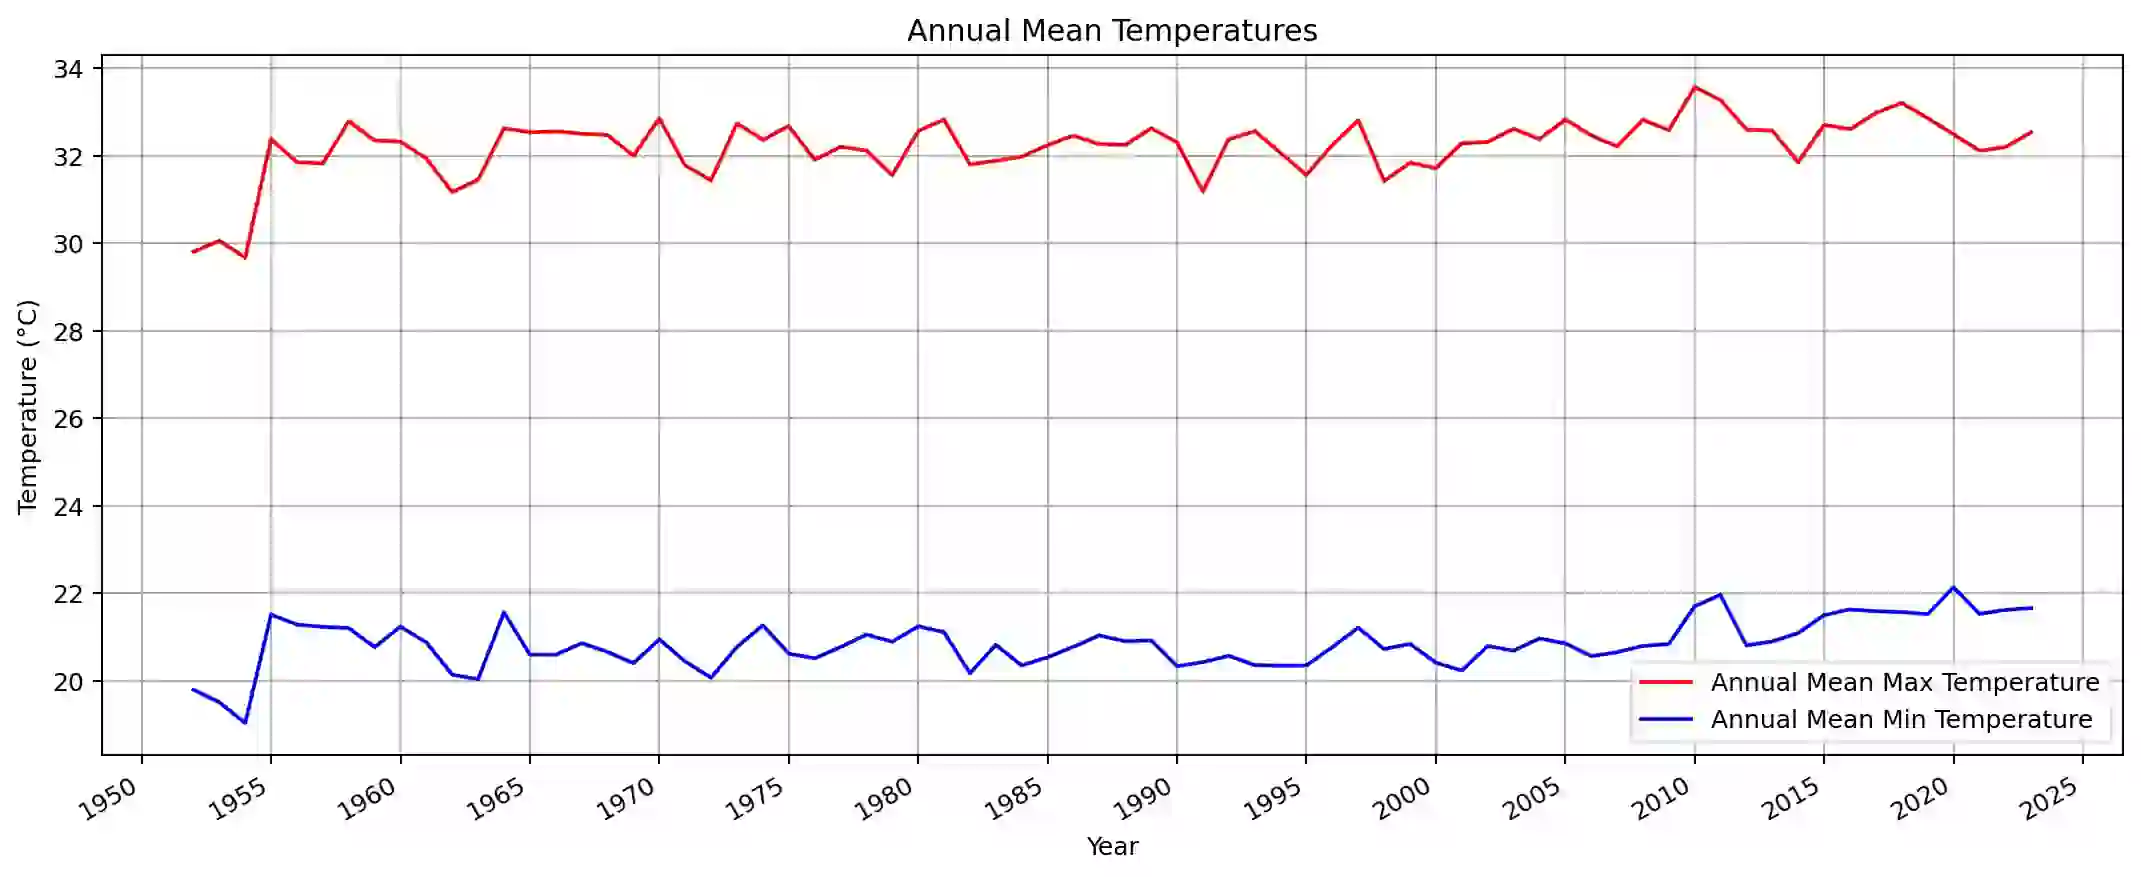 Annual Mean Temperatures
34
32
30
28
26
24
22
20
Temperature (°C)
Annual Mean Max Temperature
Annual Mean Min Temperature
1950 1955 1960 1965 1970 1975 1980 1985 1990 1995 2000 2005 2010 2015 2020 2025
Year